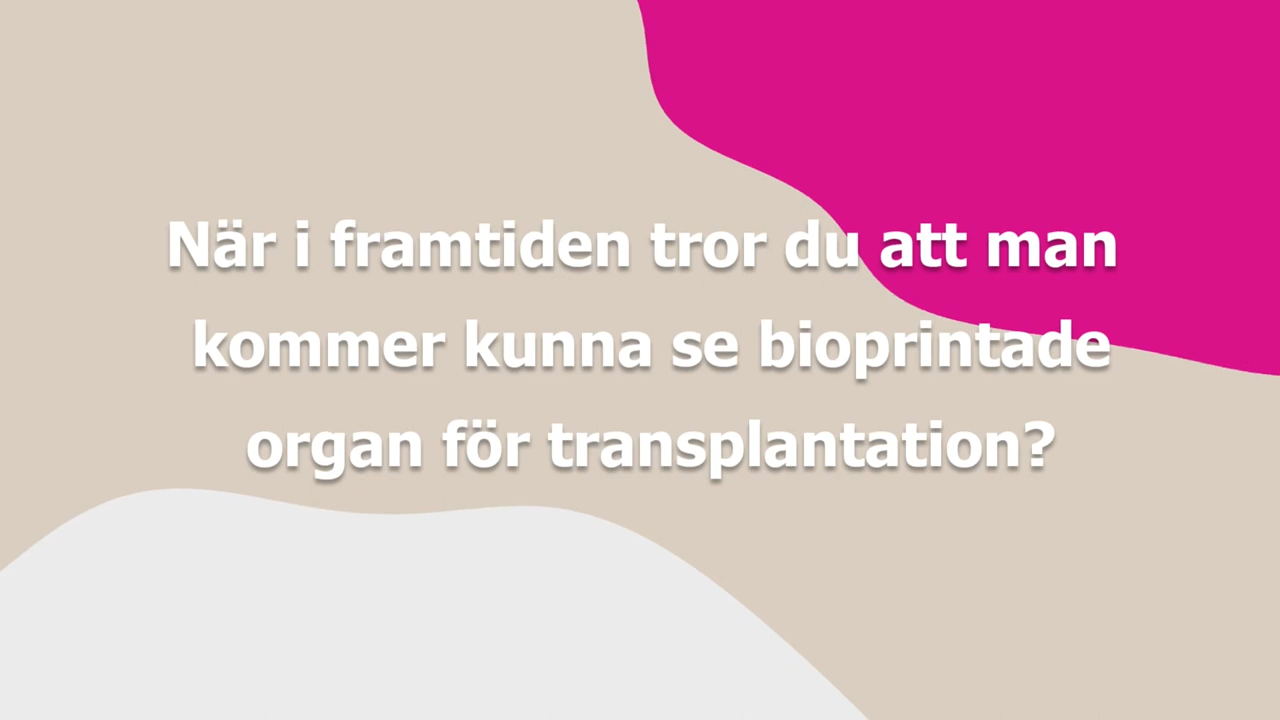 När i framtiden tror du att man
kommer kunna se bioprintade
organ för transplantation?